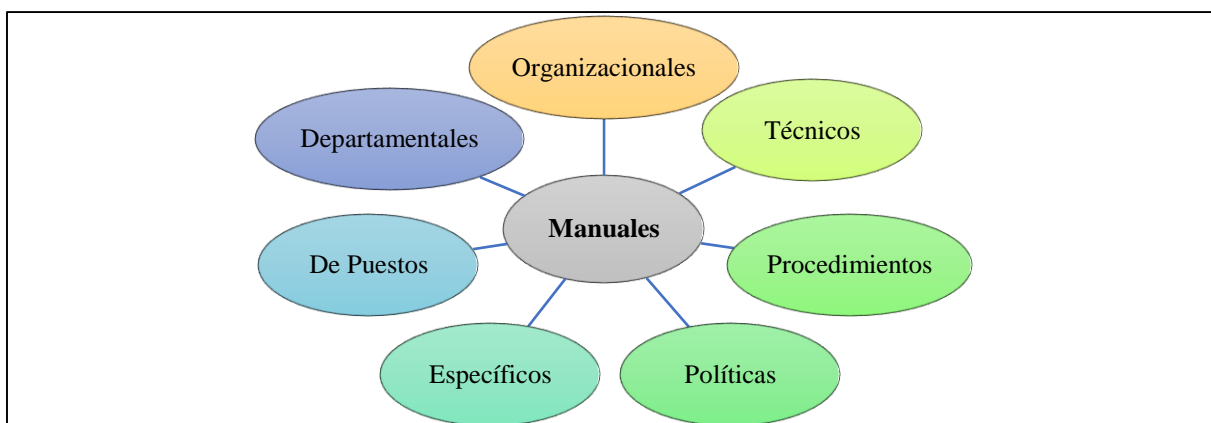 Organizacionales
Departamentales
Técnicos
Manuales
De Puestos
Procedimientos
Específicos
Políticas